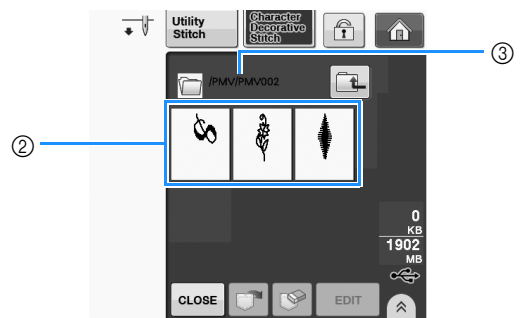 Utility
Stitch
Character
Decorative
Stitch
③
/PMV/PMV002
②
0
KB
1902
MB
CLOSE
EDIT